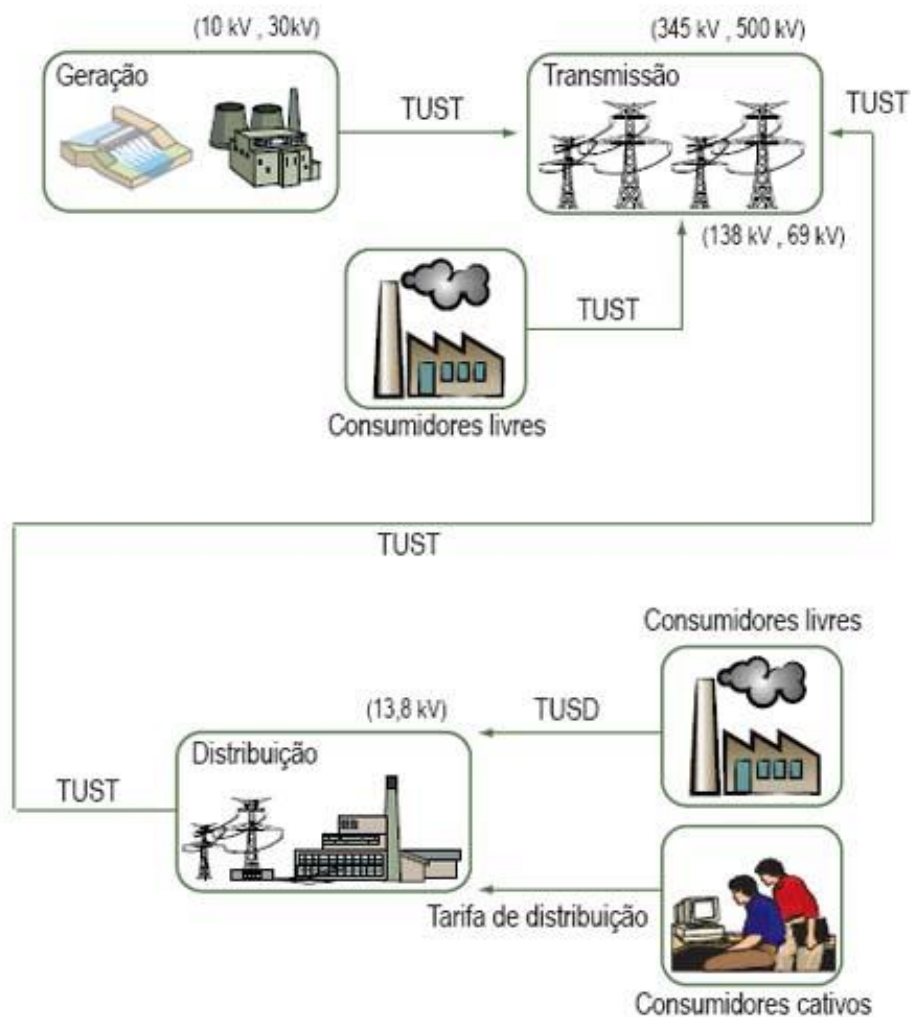 (10 kV , 30kV)
(345 kV , 500 kV)
Geração
Transmissão
TUST
TUST
(138 kV , 69 kV)
TUST
Consumidores livres
TUST
Consumidores livres
(13,8 kV)
TUSD
Distribuição
TUST
Tarifa de distribuição
Consumidores cativos